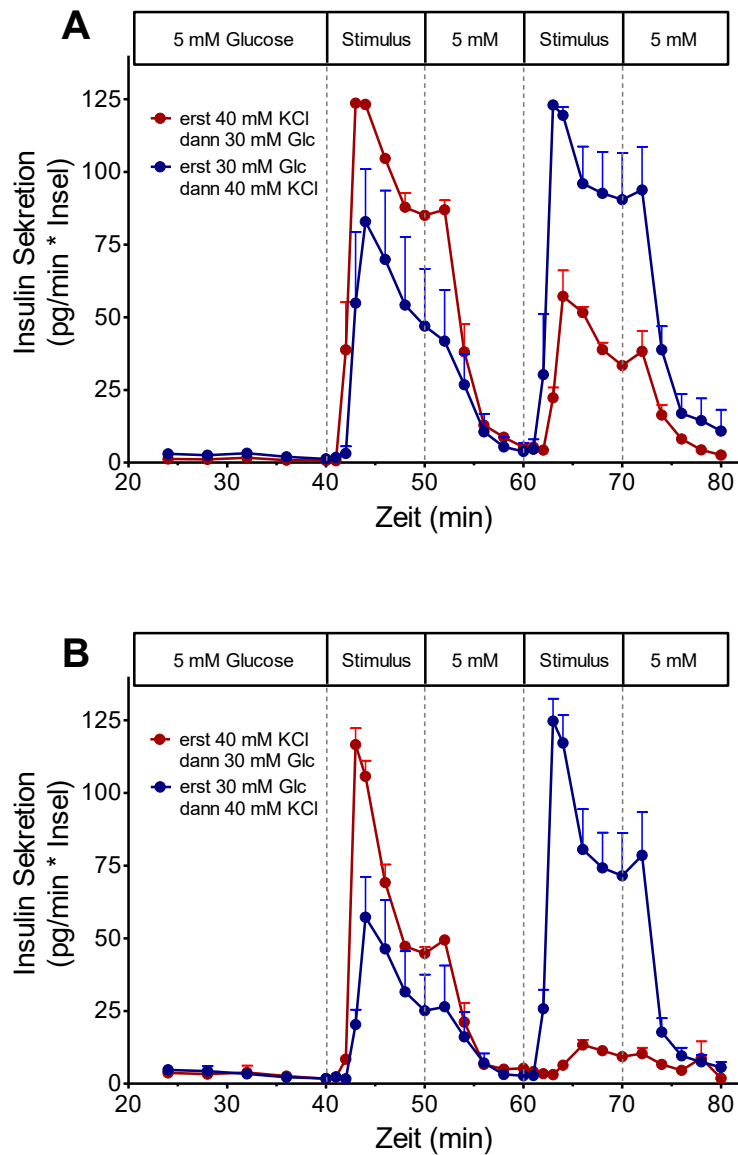 A
5 mM Glucose Stimulus 5 mM Stimulus 5 mM
125
100
75
50
25
0
Insulin Sekretion
(pg/min * Insel)
erst 40 mM KCl
dann 30 mM Glc
erst 30 mM Glc
dann 40 mM KCl
20 30 40 50 60 70 80
Zeit (min)
B
5 mM Glucose Stimulus 5 mM Stimulus 5 mM
125
100
75
50
25
0
Insulin Sekretion
(pg/min * Insel)
erst 40 mM KCl
dann 30 mM Glc
erst 30 mM Glc
dann 40 mM KCl
20 30 40 50 60 70 80
Zeit (min)